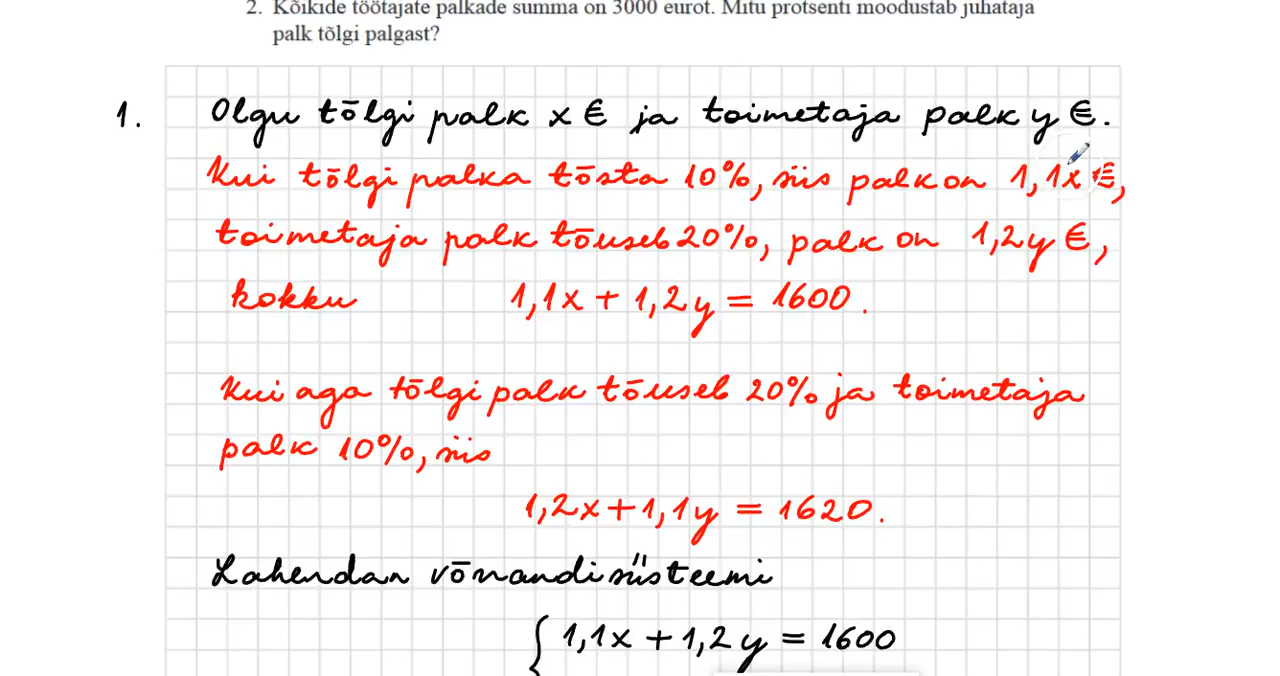 2. Kõikide töötajate palkade summa on 3000 eurot. Mitu protsenti moodustab juhataja
palk tõlgi palgast?
1. Olgu tõlgi palk x € ja toimetaja palk y €.
Kui tõlgi palka tõsta 10%, siis palk on 1,1x €,
toimetaja palk tõuseb 20%, palk on 1,2y €,
kokku 1,1x + 1,2y = 1600.
Kui aga tõlgi palk tõuseb 20% ja toimetaja
palk 10%, siis
1,2x + 1,1y = 1620.
Lahendan võrrandisüsteemi
{ 1,1x + 1,2y = 1600